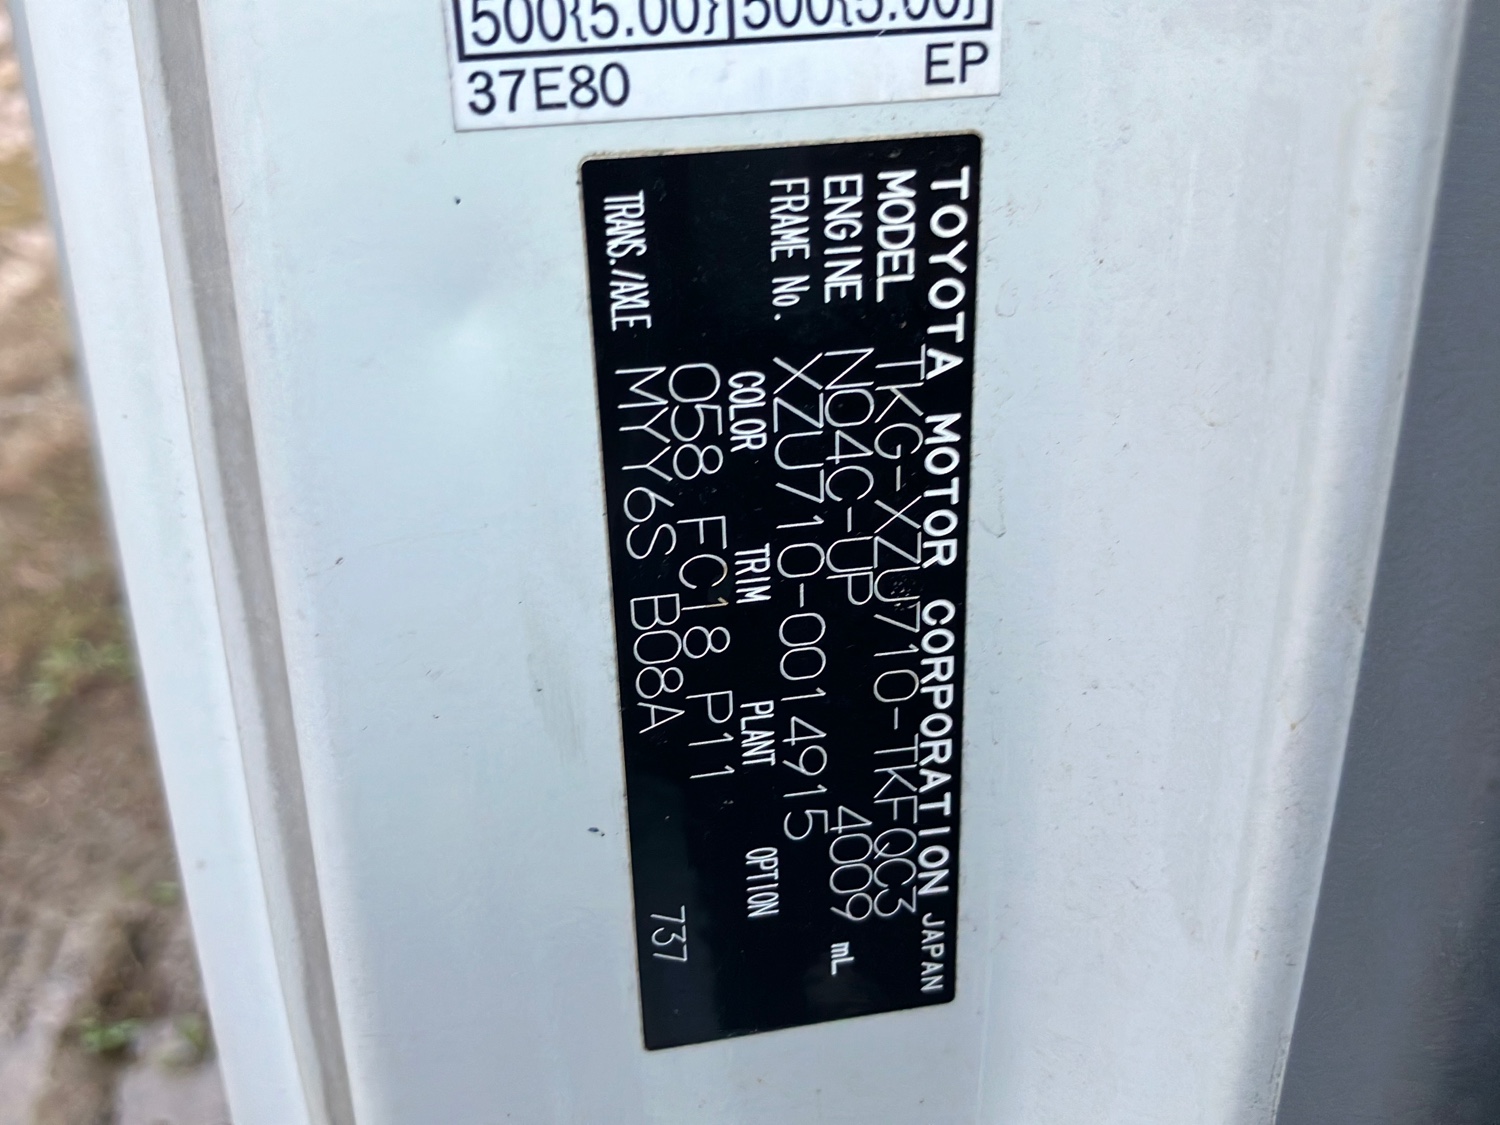 500{5.00} 500{5.00}
37E80 EP
TOYOTA MOTOR CORPORATION JAPAN
MODEL TKG-XZU710-TKFQC3
ENGINE N04C-UP 4009 mL
FRAME No. XZU710-0014915
COLOR TRIM PLANT OPTION
058 FC18 P11
TRANS./AXLE MYY6S B08A 737